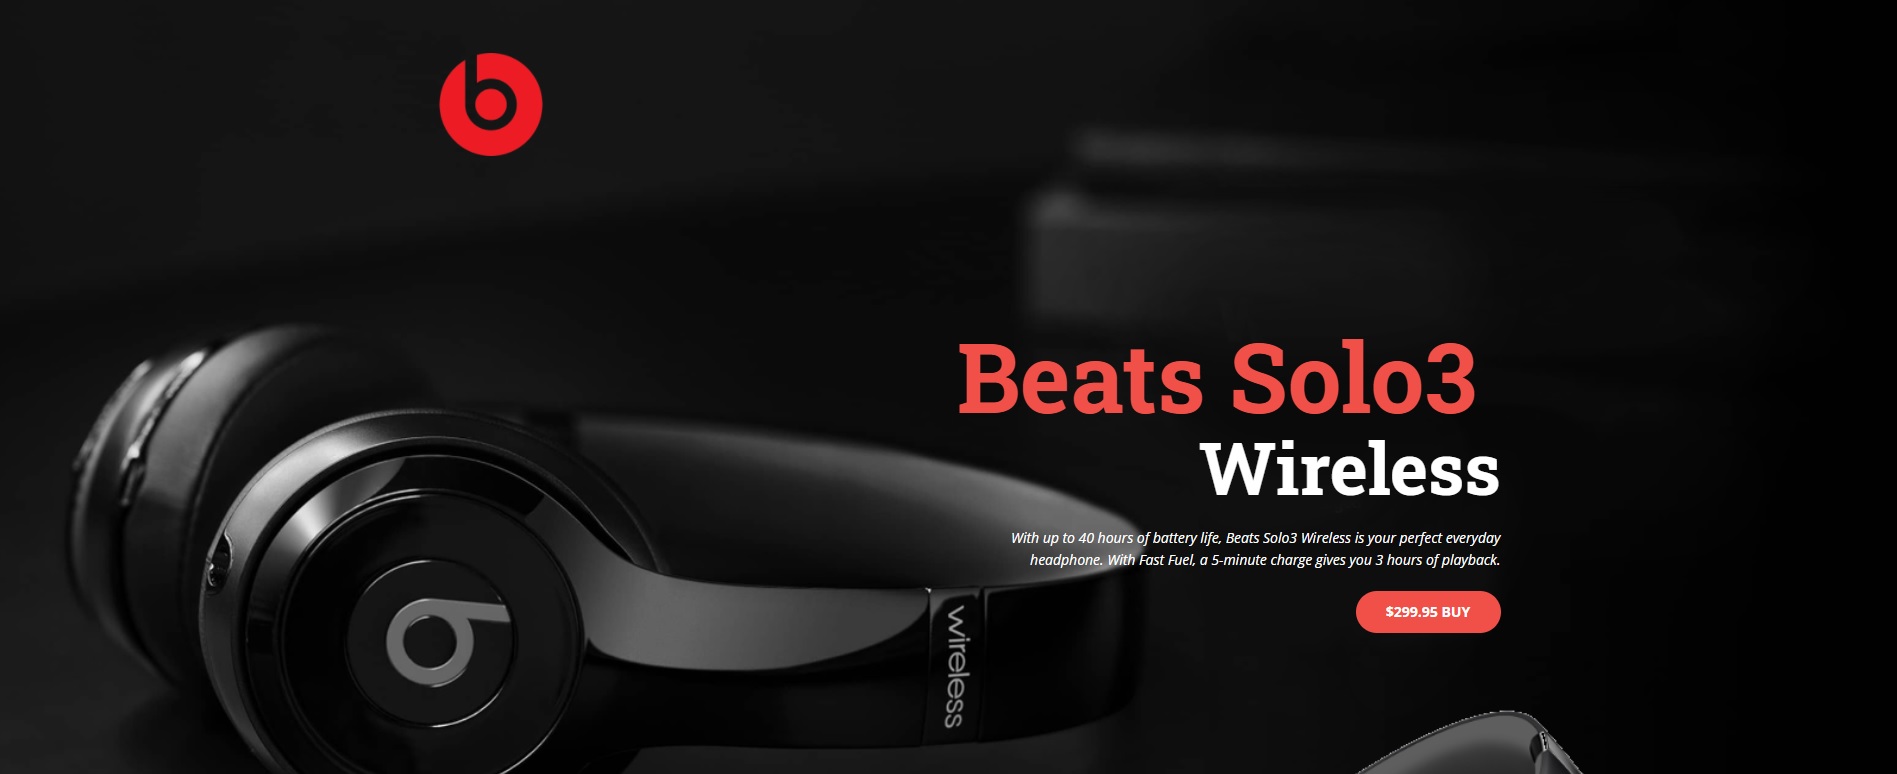 Beats Solo3
Wireless
With up to 40 hours of battery life, Beats Solo3 Wireless is your perfect everyday
headphone. With Fast Fuel, a 5-minute charge gives you 3 hours of playback.
$299.95 BUY
wireless